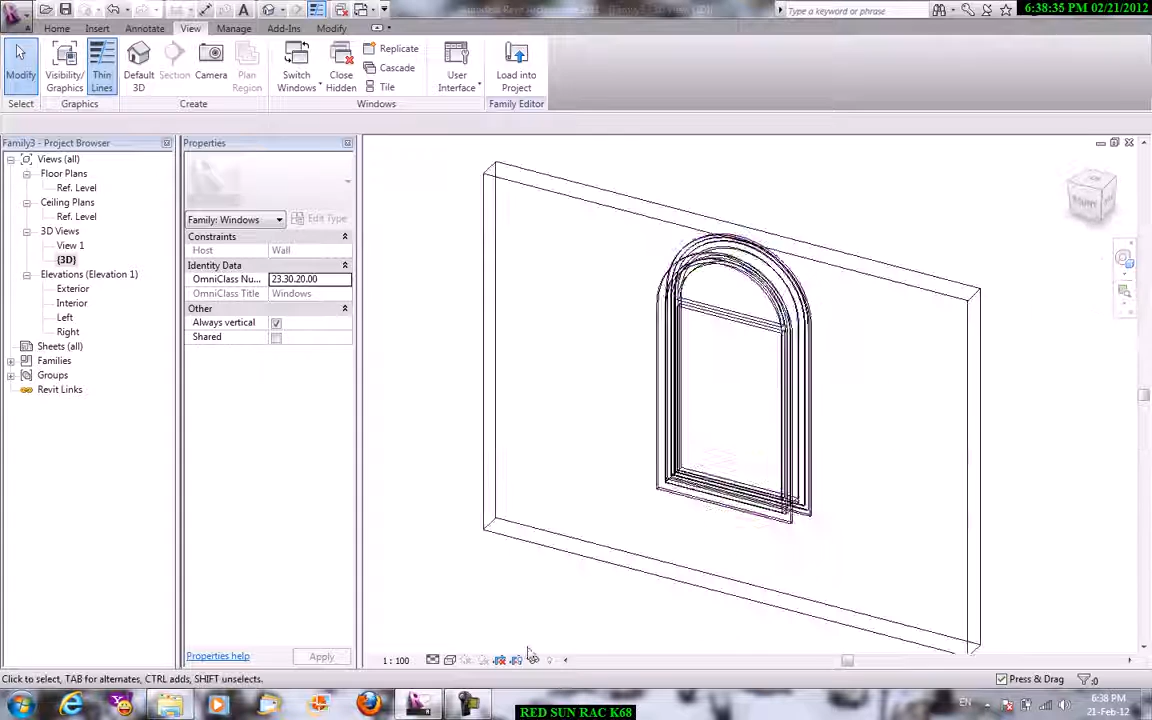 Type a keyword or phrase
6:38:35 PM 02/21/2012
Home Insert Annotate View Manage Add-Ins Modify
Modify
Visibility/ Graphics
Thin Lines
Default 3D
Section
Camera
Plan Region
Switch Windows
Close Hidden
Replicate
Cascade
Tile
User Interface
Load into Project
Select Graphics Create Windows Family Editor
Family3 - Project Browser
Views (all)
Floor Plans
Ref. Level
Ceiling Plans
Ref. Level
3D Views
View 1
{3D}
Elevations (Elevation 1)
Exterior
Interior
Left
Right
Sheets (all)
Families
Groups
Revit Links
Properties
Family: Windows
Edit Type
Constraints
Host Wall
Identity Data
OmniClass Nu... 23.30.20.00
OmniClass Title Windows
Other
Always vertical
Shared
Properties help
Apply
1 : 100
Click to select, TAB for alternates, CTRL adds, SHIFT unselects.
Press & Drag
:0
EN
6:38 PM
21-Feb-12
RED SUN RAC K68